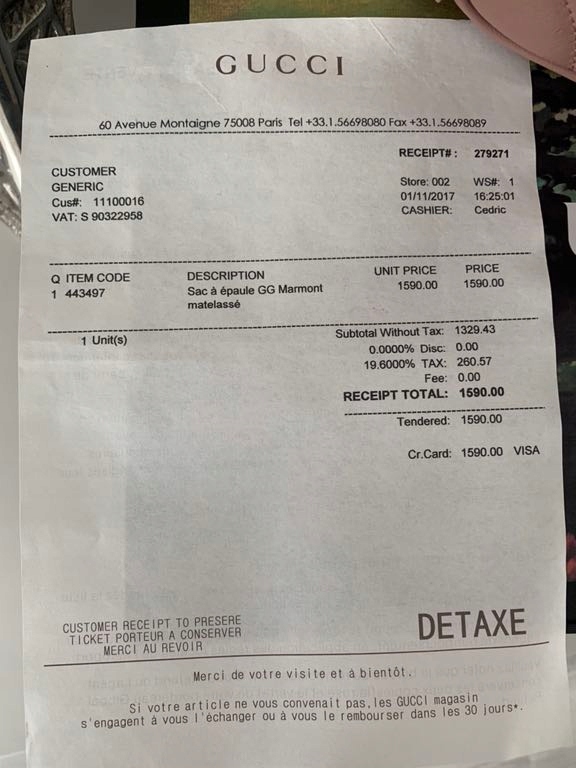 GUCCI
60 Avenue Montaigne 75008 Paris Tel +33.1.56698080 Fax +33.1.56698089
RECEIPT# : 279271
CUSTOMER
GENERIC
Cus#: 11100016
VAT: S 90322958
Store: 002 WS#: 1
01/11/2017 16:25:01
CASHIER: Cedric
Q ITEM CODE DESCRIPTION UNIT PRICE PRICE
1 443497 Sac à épaule GG Marmont 1590.00 1590.00
matelassé
1 Unit(s)
Subtotal Without Tax: 1329.43
0.0000% Disc: 0.00
19.6000% TAX: 260.57
Fee: 0.00
RECEIPT TOTAL: 1590.00
Tendered: 1590.00
Cr.Card: 1590.00 VISA
CUSTOMER RECEIPT TO PRESERE
TICKET PORTEUR A CONSERVER
MERCI AU REVOIR
DETAXE
Merci de votre visite et à bientôt.
Si votre article ne vous convenait pas, les GUCCI magasin
s'engagent à vous l'échanger ou à vous le rembourser dans les 30 jours*.